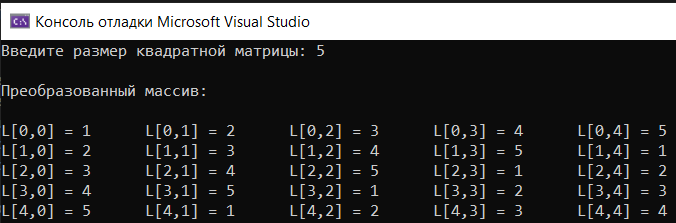 Консоль отладки Microsoft Visual Studio
Введите размер квадратной матрицы: 5
Преобразованный массив:
L[0,0] = 1 L[0,1] = 2 L[0,2] = 3 L[0,3] = 4 L[0,4] = 5
L[1,0] = 2 L[1,1] = 3 L[1,2] = 4 L[1,3] = 5 L[1,4] = 1
L[2,0] = 3 L[2,1] = 4 L[2,2] = 5 L[2,3] = 1 L[2,4] = 2
L[3,0] = 4 L[3,1] = 5 L[3,2] = 1 L[3,3] = 2 L[3,4] = 3
L[4,0] = 5 L[4,1] = 1 L[4,2] = 2 L[4,3] = 3 L[4,4] = 4